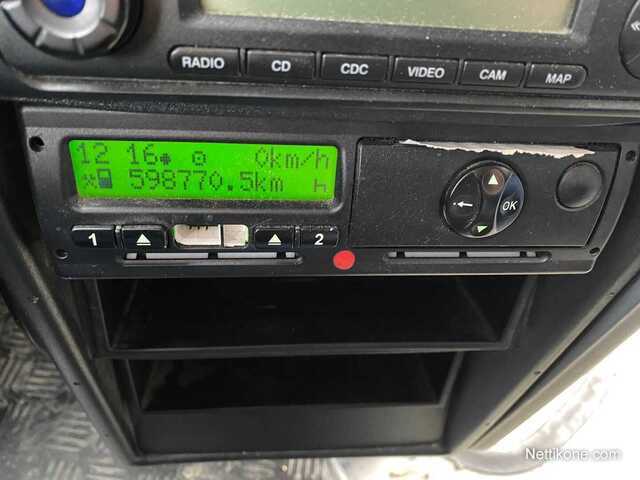 RADIO CD CDC VIDEO CAM MAP
12 16 0km/h
598770.5km h
1 2
OK
Nettikone.com